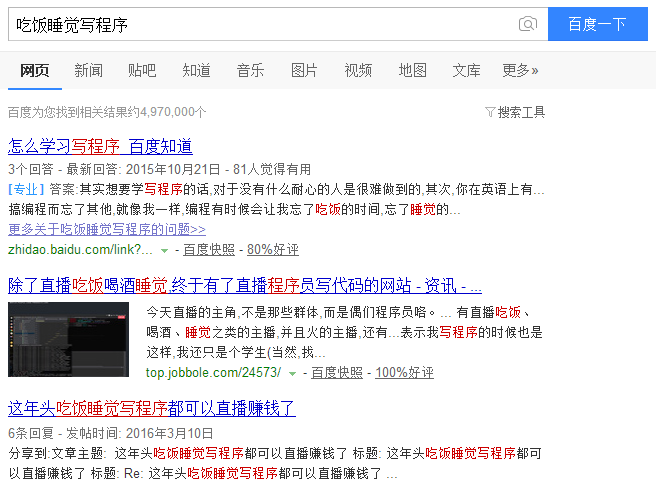 吃饭睡觉写程序
百度一下
网页 新闻 贴吧 知道 音乐 图片 视频 地图 文库 更多»
百度为您找到相关结果约4,970,000个 搜索工具
怎么学习写程序_百度知道
3个回答 - 最新回答: 2015年10月21日 - 81人觉得有用
[专业] 答案:其实想要学写程序的话,对于没有什么耐心的人是很难做到的,其次,你在英语上有...
搞编程而忘了其他,就像我一样,编程有时候会让我忘了吃饭的时间,忘了睡觉的...
更多关于吃饭睡觉写程序的问题>>
zhidao.baidu.com/link?... - 百度快照 - 80%好评
除了直播吃饭喝酒睡觉,终于有了直播程序员写代码的网站 - 资讯 - ...
今天直播的主角,不是那些群体,而是偶们程序员咯。... 有直播吃饭、
喝酒、睡觉之类的主播,并且火的主播,还有...表示我写程序的时候也是
这样,我还只是个学生(当然,找...
top.jobbole.com/24573/ - 百度快照 - 100%好评
这年头吃饭睡觉写程序都可以直播赚钱了
6条回复 - 发帖时间: 2016年3月10日
分享到:文章主题: 这年头吃饭睡觉写程序都可以直播赚钱了 标题: 这年头吃饭睡觉写程序都可
以直播赚钱了 标题: Re: 这年头吃饭睡觉写程序都可以直播赚钱了 ...